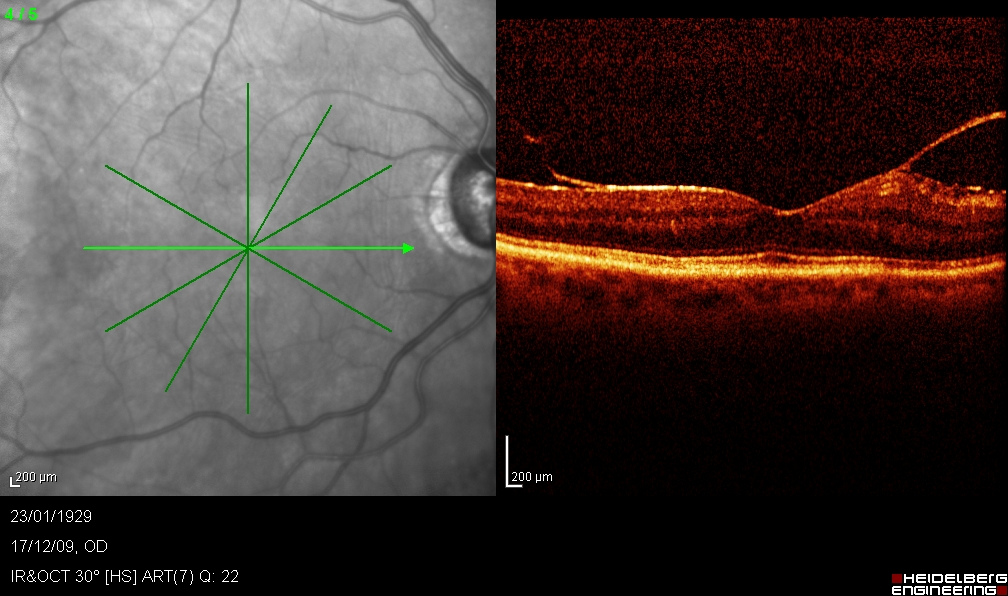 4 / 5
200 µm
200 µm
23/01/1929
17/12/09, OD
IR&OCT 30° [HS] ART(7) Q: 22
HEIDELBERG
ENGINEERING